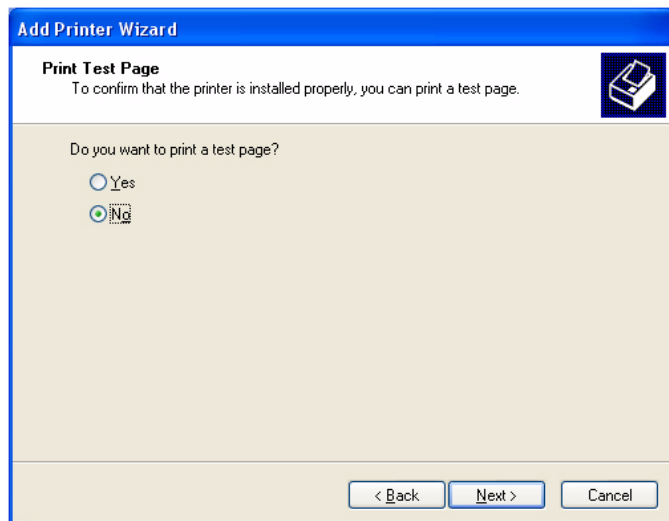 Add Printer Wizard
Print Test Page
To confirm that the printer is installed properly, you can print a test page.
Do you want to print a test page?
Yes
No
< Back
Next >
Cancel